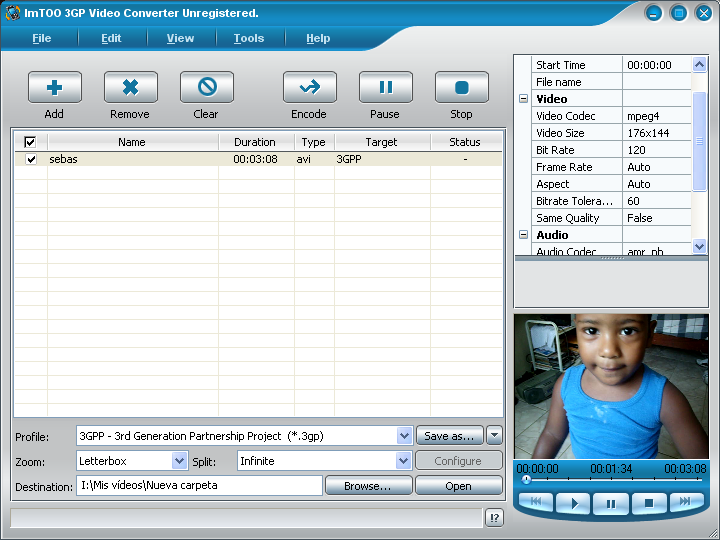 ImTOO 3GP Video Converter Unregistered.
File Edit View Tools Help
Add Remove Clear Encode Pause Stop
Name Duration Type Target Status
sebas 00:03:08 avi 3GPP -
Start Time 00:00:00
File name
Video
Video Codec mpeg4
Video Size 176x144
Bit Rate 120
Frame Rate Auto
Aspect Auto
Bitrate Tolera... 60
Same Quality False
Audio
Audio Codec amr_nb
00:00:00 00:01:34 00:03:08
Profile: 3GPP - 3rd Generation Partnership Project (*.3gp) Save as...
Zoom: Letterbox Split: Infinite Configure
Destination: I:\Mis vídeos\Nueva carpeta Browse... Open
!?